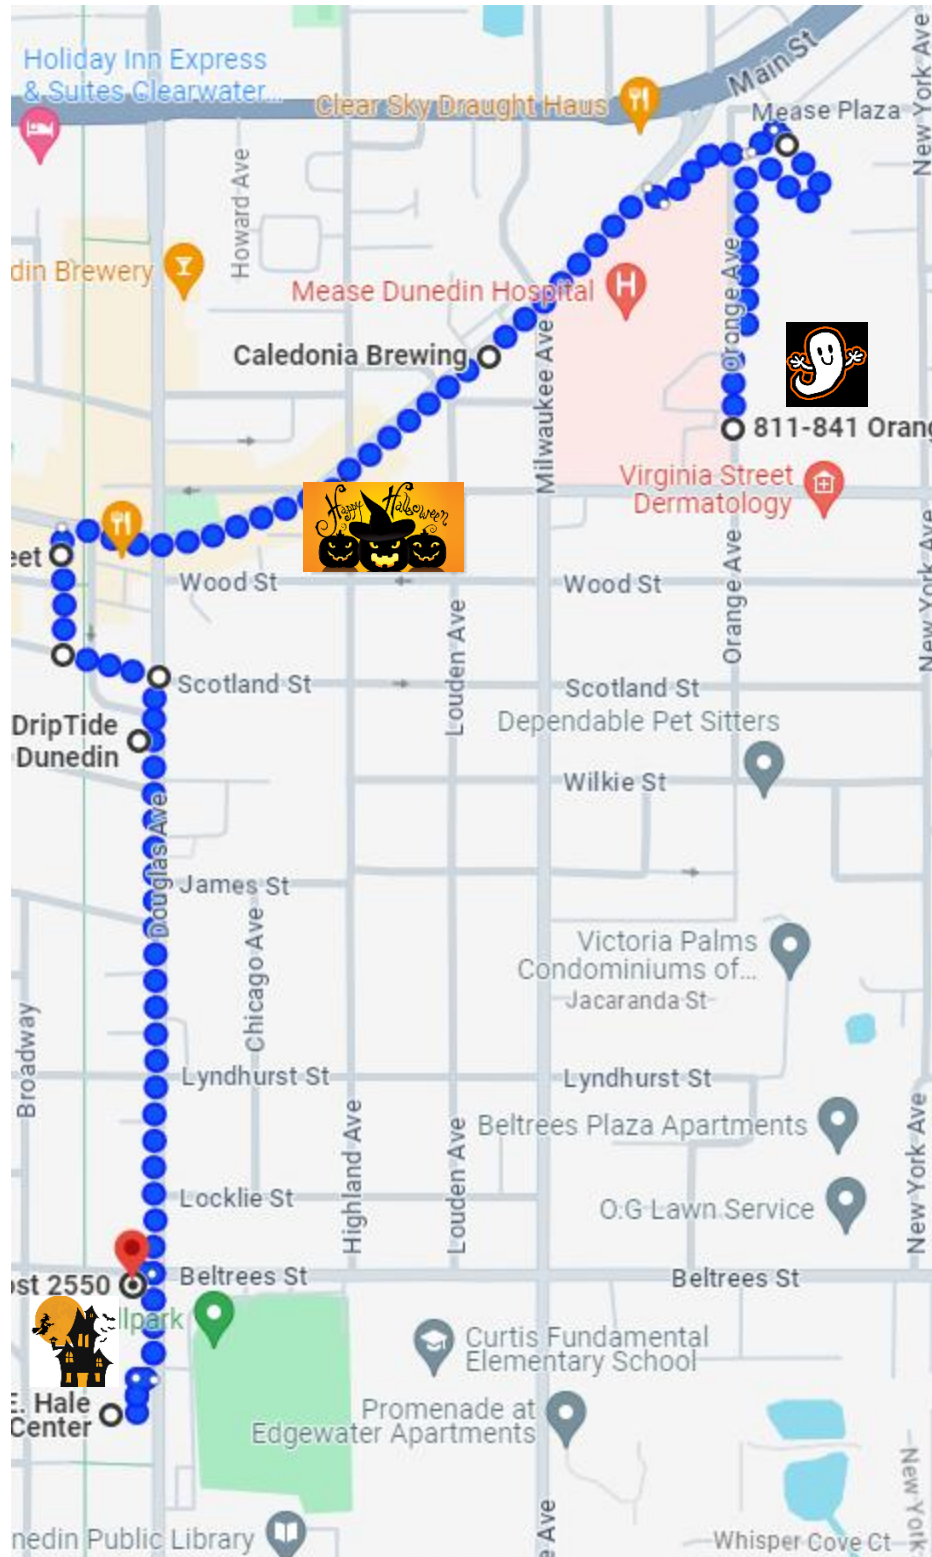 Holiday Inn Express
& Suites Clearwater...
Main St
New York Ave
Clear Sky Draught Haus
Mease Plaza
Howard Ave
din Brewery
Mease Dunedin Hospital
H
Orange Ave
Caledonia Brewing
Milwaukee Ave
811-841 Orang
Virginia Street
Dermatology
Happy Halloween
eet
Wood St
Wood St
Orange Ave
New York Ave
Louden Ave
Scotland St
Scotland St
DripTide
Dunedin
Dependable Pet Sitters
Wilkie St
Douglas Ave
James St
Chicago Ave
Victoria Palms
Condominiums of...
Jacaranda St
Broadway
Lyndhurst St
Lyndhurst St
Highland Ave
Louden Ave
Beltrees Plaza Apartments
New York Ave
Locklie St
O.G Lawn Service
ost 2550
Beltrees St
Beltrees St
llpark
Curtis Fundamental
Elementary School
E. Hale
Center
Promenade at
Edgewater Apartments
New York
nedin Public Library
e Ave
Whisper Cove Ct